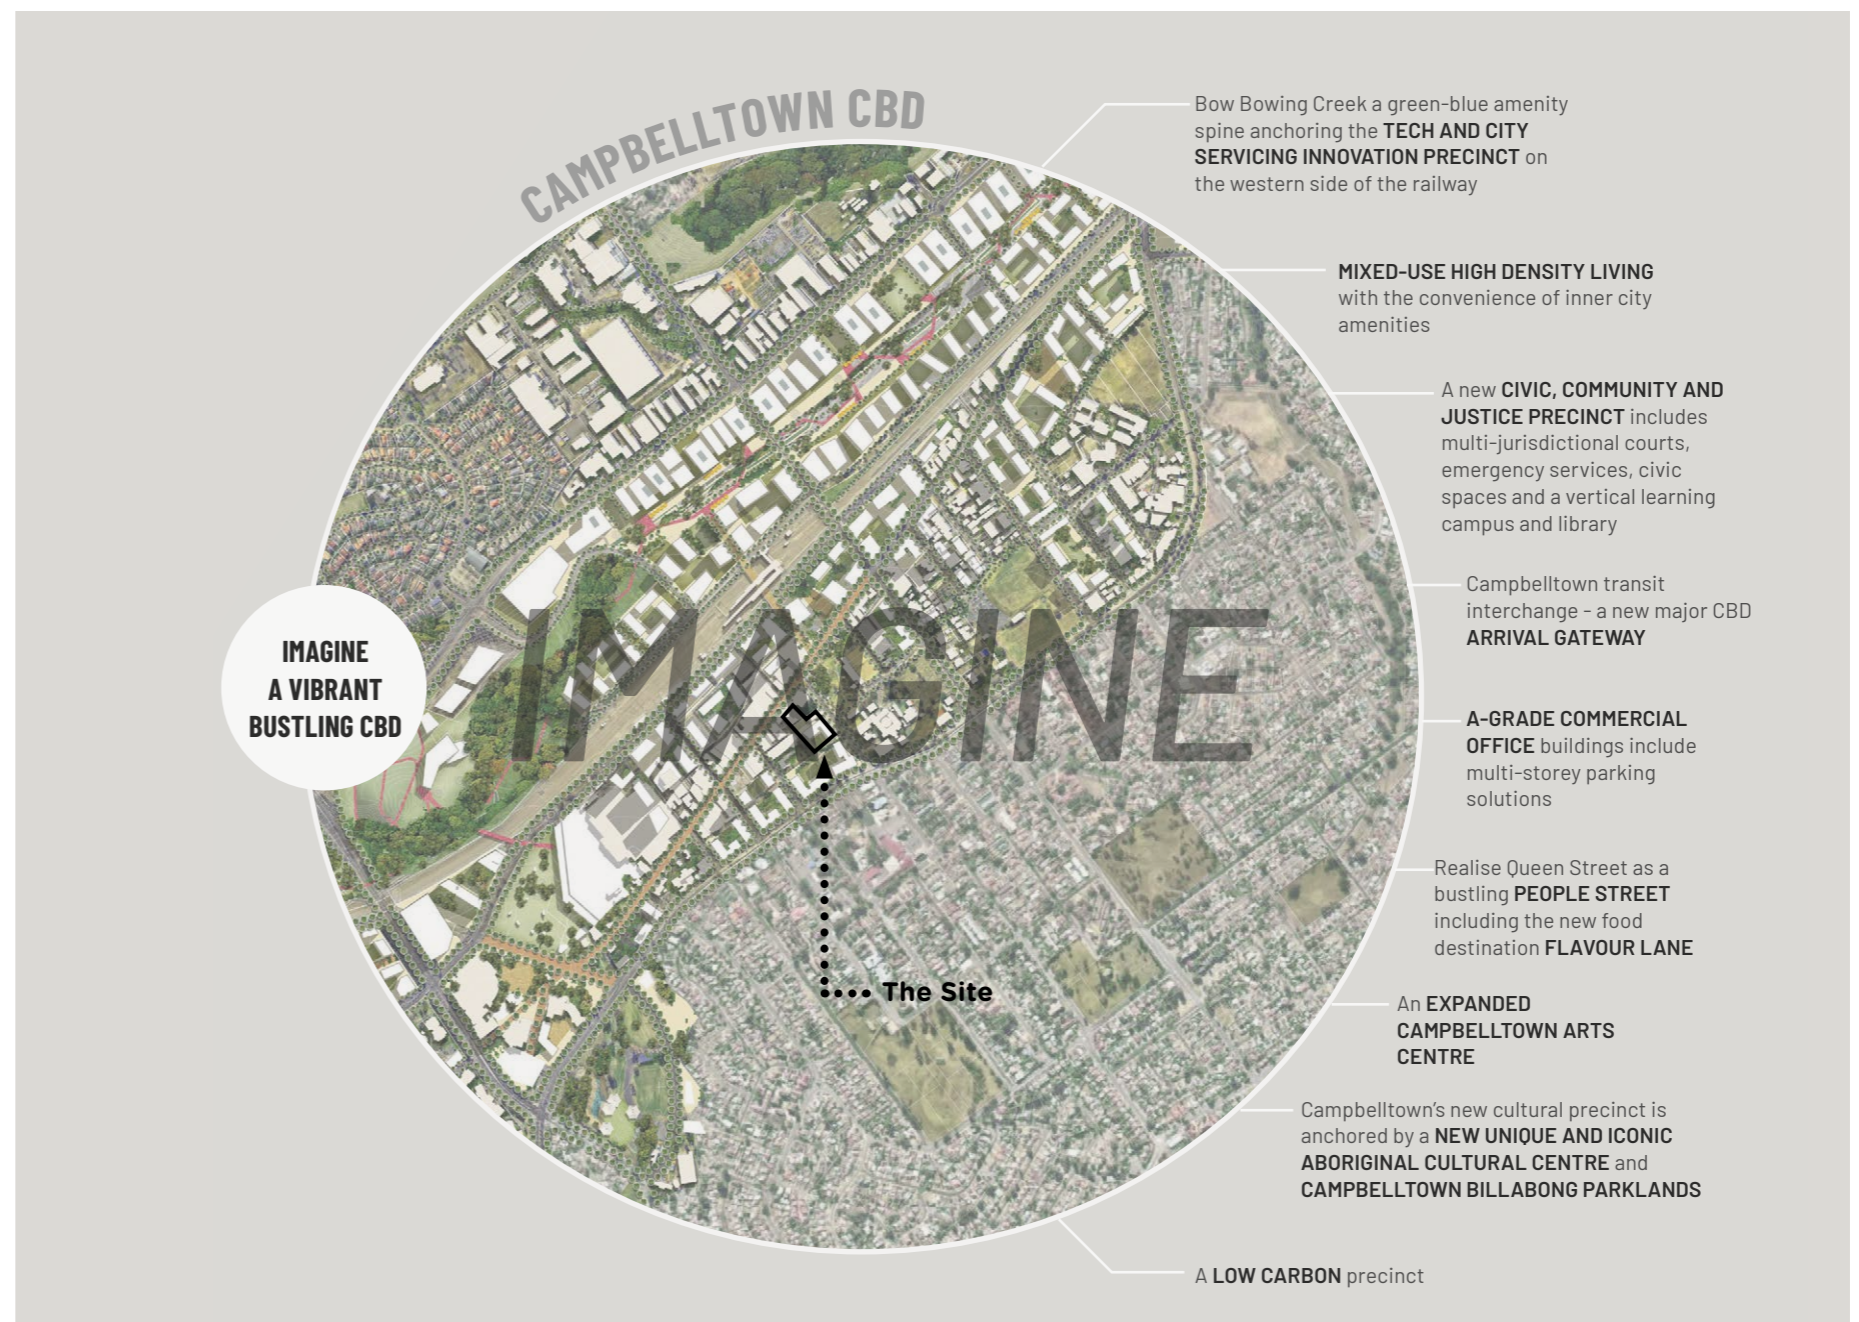 CAMPBELLTOWN CBD
Bow Bowing Creek a green-blue amenity
spine anchoring the TECH AND CITY
SERVICING INNOVATION PRECINCT on
the western side of the railway
MIXED-USE HIGH DENSITY LIVING
with the convenience of inner city
amenities
A new CIVIC, COMMUNITY AND
JUSTICE PRECINCT includes
multi-jurisdictional courts,
emergency services, civic
spaces and a vertical learning
campus and library
Campbelltown transit
interchange - a new major CBD
ARRIVAL GATEWAY
IMAGINE
A VIBRANT
BUSTLING CBD
IMAGINE
A-GRADE COMMERCIAL
OFFICE buildings include
multi-storey parking
solutions
Realise Queen Street as a
bustling PEOPLE STREET
including the new food
destination FLAVOUR LANE
The Site
An EXPANDED
CAMPBELLTOWN ARTS
CENTRE
Campbelltown's new cultural precinct is
anchored by a NEW UNIQUE AND ICONIC
ABORIGINAL CULTURAL CENTRE and
CAMPBELLTOWN BILLABONG PARKLANDS
A LOW CARBON precinct